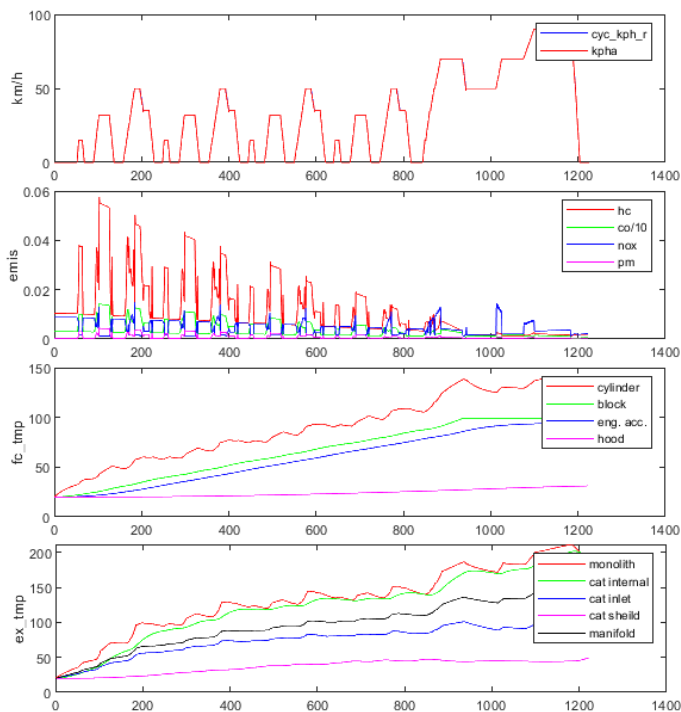 100
cyc_kph_r
kpha
km/h
50
0
0 200 400 600 800 1000 1200 1400
0.06
hc
co/10
nox
pm
0.04
emis
0.02
0
0 200 400 600 800 1000 1200 1400
150
cylinder
block
eng. acc.
hood
100
fc_tmp
50
0
0 200 400 600 800 1000 1200 1400
200
monolith
cat internal
cat inlet
cat sheild
manifold
150
ex_tmp
100
50
0
0 200 400 600 800 1000 1200 1400